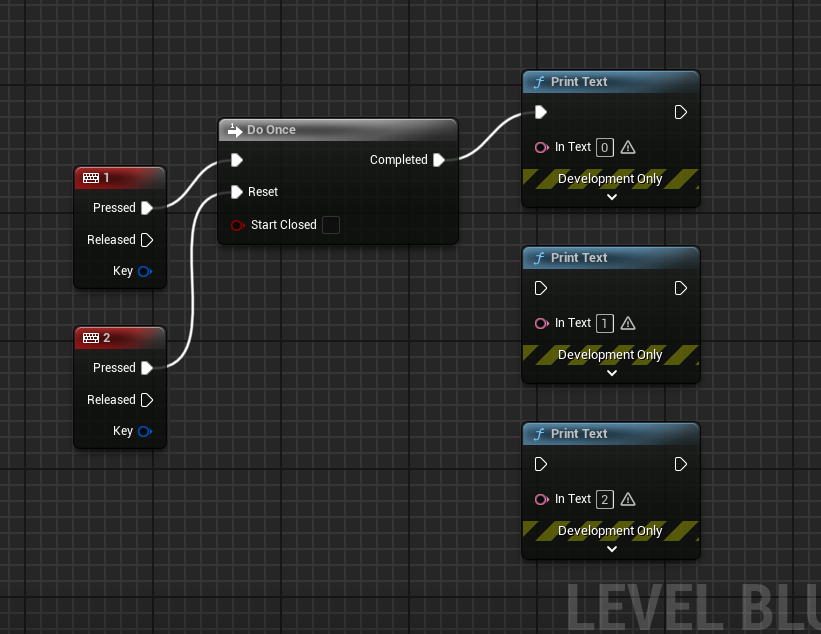 1
Pressed
Released
Key
2
Pressed
Released
Key
Do Once
Completed
Reset
Start Closed
Print Text
In Text 0
Development Only
Print Text
In Text 1
Development Only
Print Text
In Text 2
Development Only
LEVEL BLU